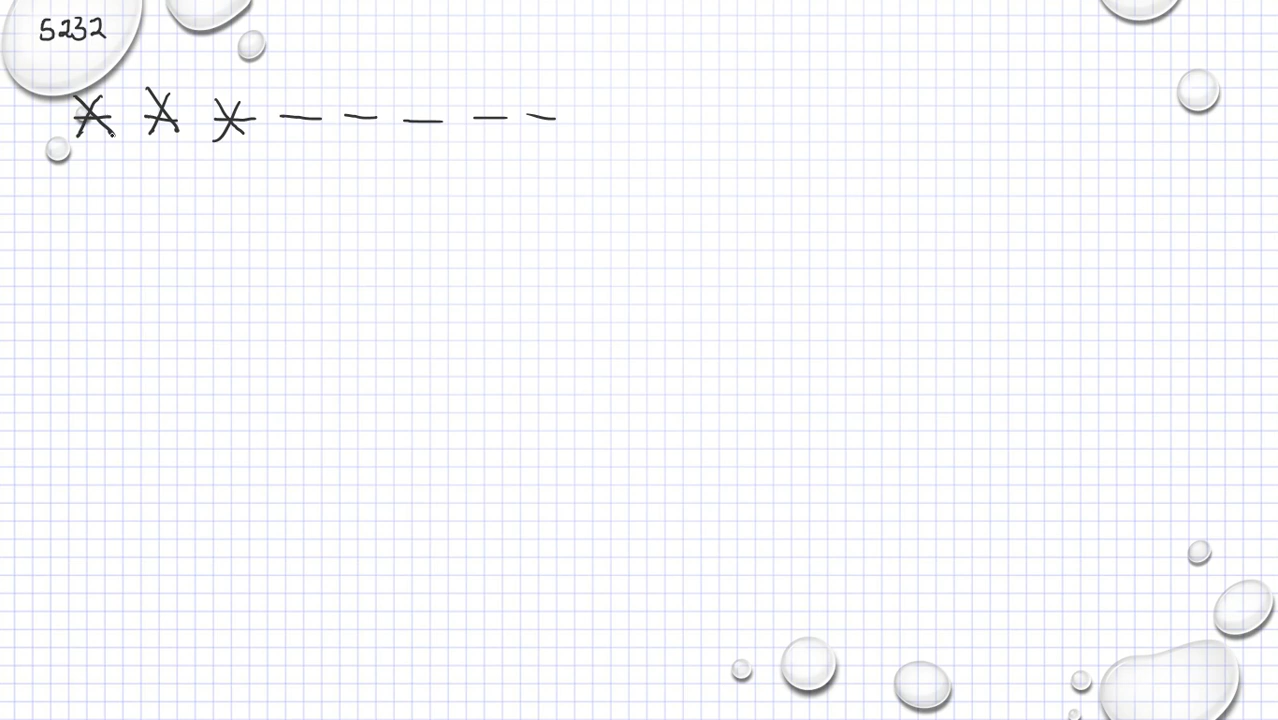 5232
* * * — — — — —